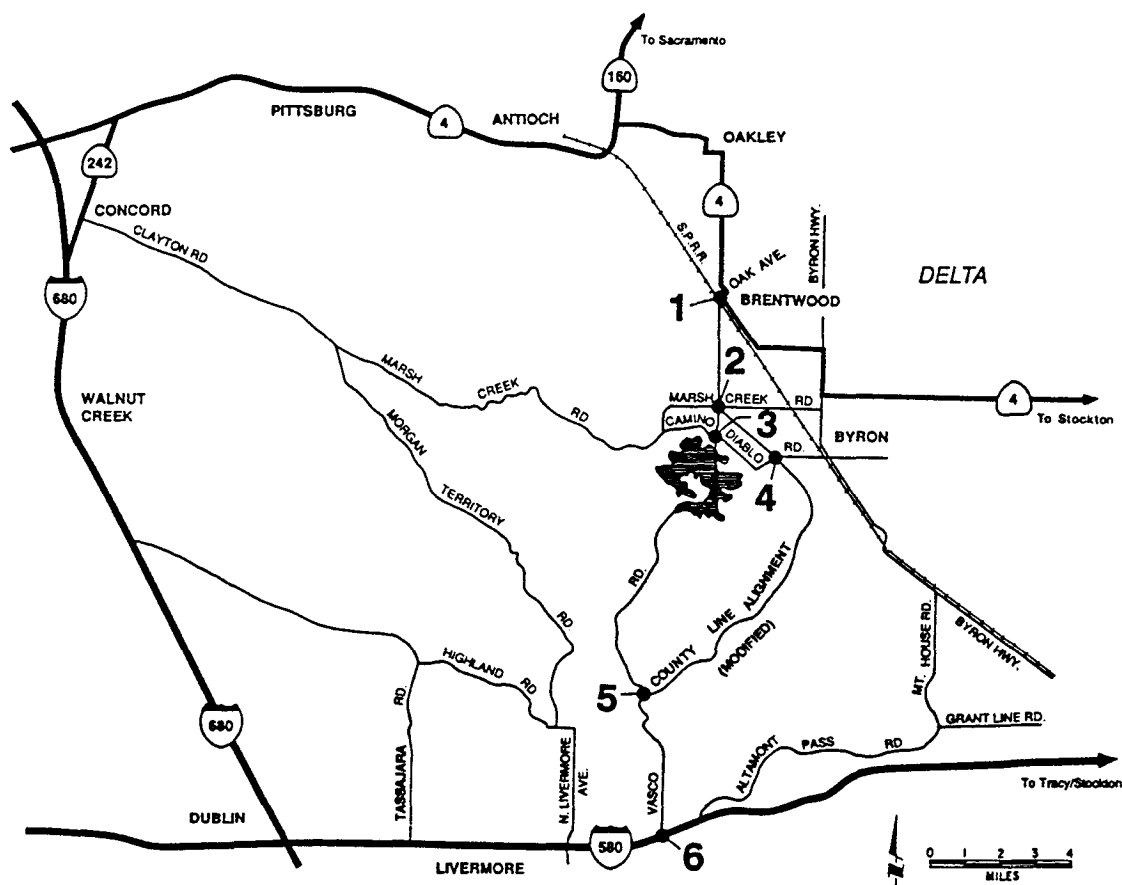 To Sacramento
160
PITTSBURG
4
ANTIOCH
OAKLEY
242
4
CONCORD
CLAYTON RD
S.P.R.R.
OAK AVE.
BYRON HWY.
DELTA
680
1
BRENTWOOD
2
MARSH CREEK RD
MARSH CREEK RD
4
To Stockton
WALNUT
CREEK
CAMINO DIABLO RD.
3
BYRON
4
MORGAN TERRITORY RD.
RD.
COUNTY LINE ALIGNMENT
(MODIFIED)
MT. HOUSE RD.
BYRON HWY.
HIGHLAND RD
5
680
TASSAJARA RD.
N. LIVERMORE
AVE.
VASCO
ALTAMONT PASS RD
GRANT LINE RD.
To Tracy/Stockton
DUBLIN
580
LIVERMORE
6
N
0 1 2 3 4
MILES